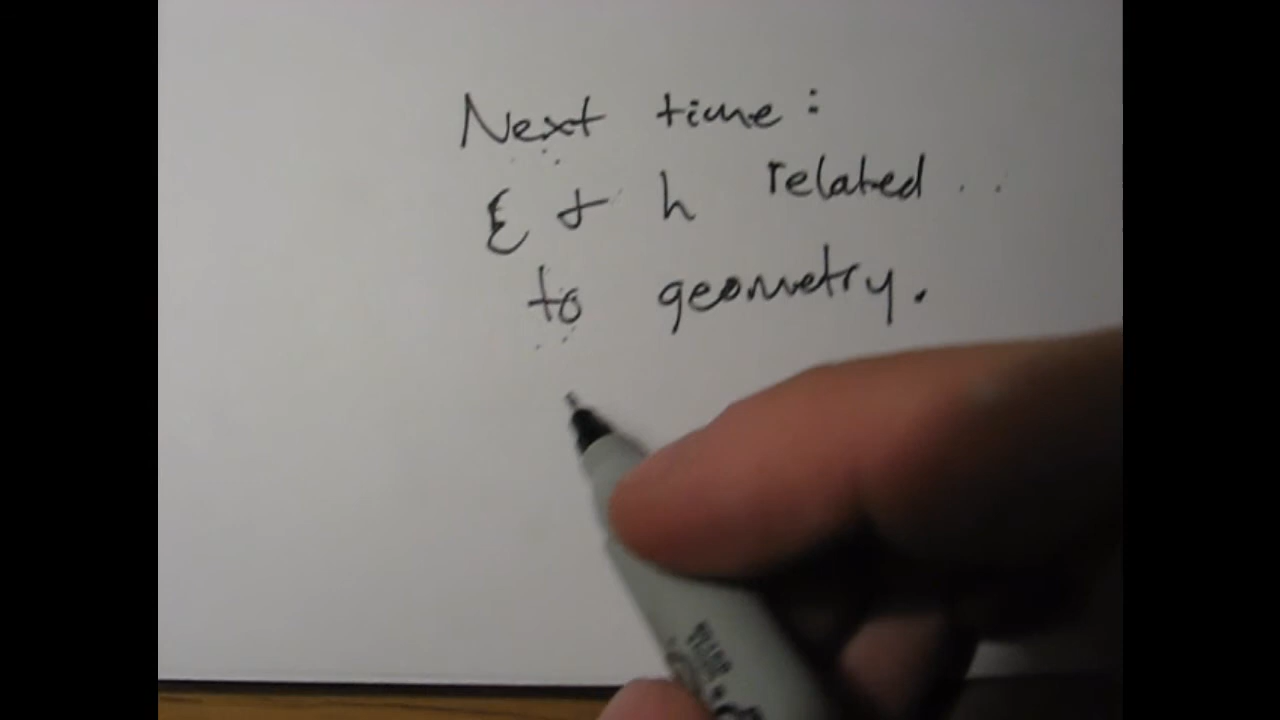 Next time:
ε + h related ..
to geometry.